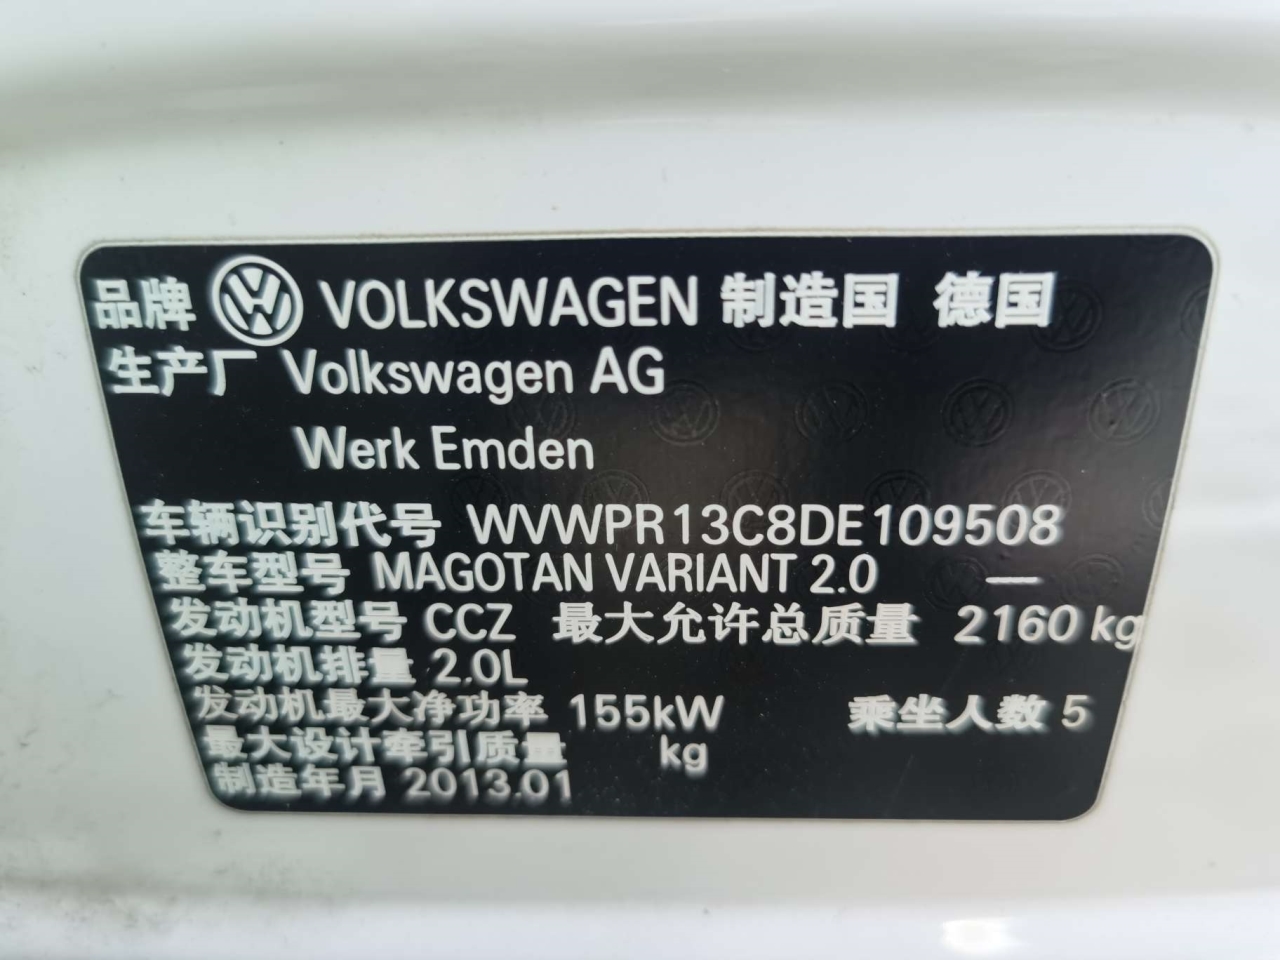 品牌 VOLKSWAGEN 制造国 德国
生产厂 Volkswagen AG
Werk Emden
车辆识别代号 WVWPR13C8DE109508
整车型号 MAGOTAN VARIANT 2.0 —
发动机型号 CCZ 最大允许总质量 2160 kg
发动机排量 2.0L
发动机最大净功率 155kW 乘坐人数 5
最大设计牵引质量 kg
制造年月 2013.01